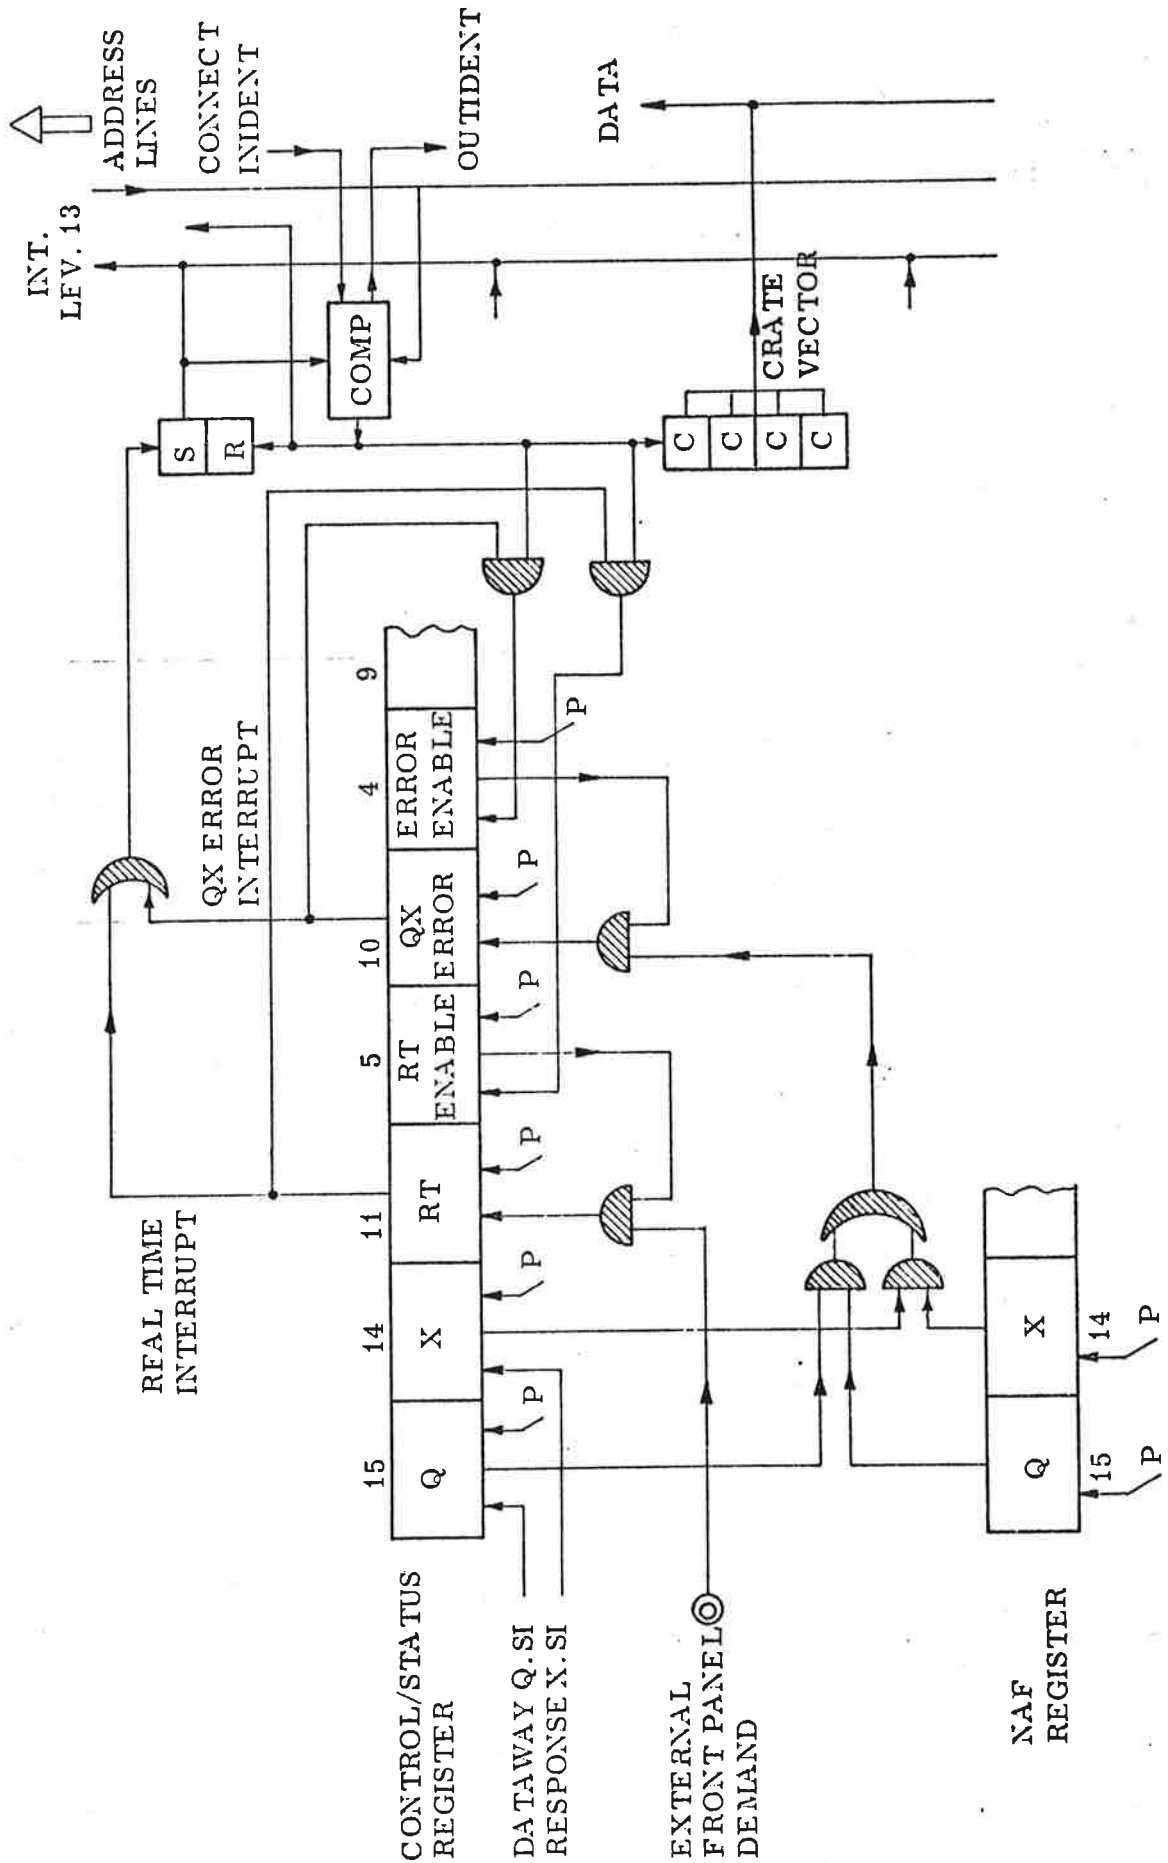 INT.
LFV. 13
ADDRESS
LINES
CONNECT
INIDENT
RFAL TIME
INTERRUPT
QX ERROR
INTERRUPT
S
R
COMP
OUTIDENT
DATA
15
14
11
5
10
4
9
CONTROL/STATUS
REGISTER
Q
X
RT
RT
ENABLE
QX
ERROR
ERROR
ENABLE
C
C
C
C
CRATE
VECTOR
P
P
P
P
P
P
DATAWAY Q.SI
RESPONSE X.SI
EXTERNAL
FRONT PANEL
DEMAND
NAF
REGISTER
Q
X
15
14
P
P